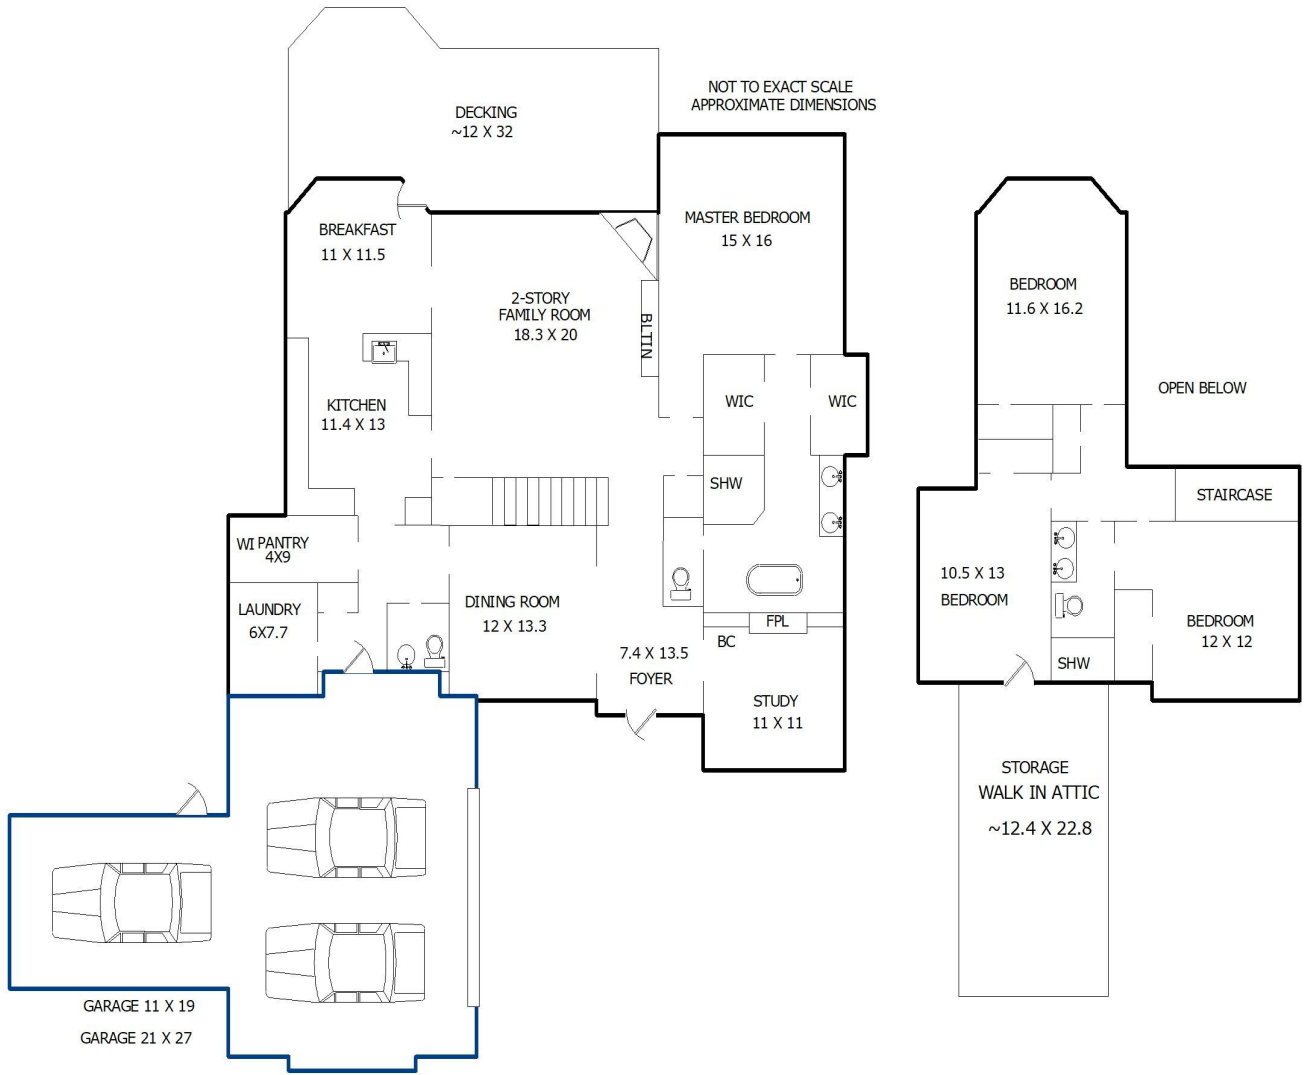 NOT TO EXACT SCALE
APPROXIMATE DIMENSIONS
DECKING
~12 X 32
BREAKFAST
11 X 11.5
2-STORY
FAMILY ROOM
18.3 X 20
BLTIN
MASTER BEDROOM
15 X 16
WIC
WIC
KITCHEN
11.4 X 13
SHW
WI PANTRY
4X9
LAUNDRY
6X7.7
DINING ROOM
12 X 13.3
7.4 X 13.5
FOYER
FPL
BC
STUDY
11 X 11
GARAGE 11 X 19
GARAGE 21 X 27
BEDROOM
11.6 X 16.2
OPEN BELOW
STAIRCASE
10.5 X 13
BEDROOM
BEDROOM
12 X 12
SHW
STORAGE
WALK IN ATTIC
~12.4 X 22.8